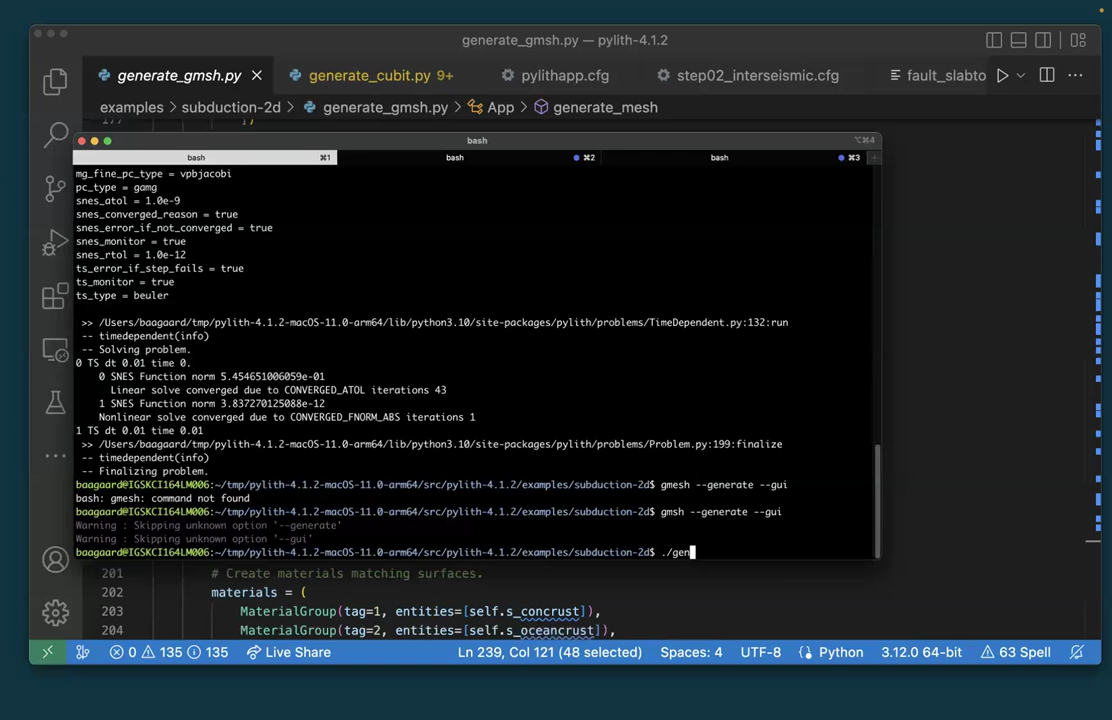 generate_gmsh.py — pylith-4.1.2
generate_gmsh.py
generate_cubit.py 9+
pylithapp.cfg
step02_interseismic.cfg
fault_slabto
examples > subduction-2d > generate_gmsh.py > App > generate_mesh
bash
⌥⌘4
bash ⌘1
bash ⌘2
bash ⌘3
mg_fine_pc_type = vpbjacobi
pc_type = gamg
snes_atol = 1.0e-9
snes_converged_reason = true
snes_error_if_not_converged = true
snes_monitor = true
snes_rtol = 1.0e-12
ts_error_if_step_fails = true
ts_monitor = true
ts_type = beuler
>> /Users/baagaard/tmp/pylith-4.1.2-macOS-11.0-arm64/lib/python3.10/site-packages/pylith/problems/TimeDependent.py:132:run
-- timedependent(info)
-- Solving problem.
0 TS dt 0.01 time 0.
0 SNES Function norm 5.454651006059e-01
Linear solve converged due to CONVERGED_ATOL iterations 43
1 SNES Function norm 3.837270125088e-12
Nonlinear solve converged due to CONVERGED_FNORM_ABS iterations 1
1 TS dt 0.01 time 0.01
>> /Users/baagaard/tmp/pylith-4.1.2-macOS-11.0-arm64/lib/python3.10/site-packages/pylith/problems/Problem.py:199:finalize
-- timedependent(info)
-- Finalizing problem.
baagaard@IGSKCI164LM006:~/tmp/pylith-4.1.2-macOS-11.0-arm64/src/pylith-4.1.2/examples/subduction-2d$ gmesh --generate --gui
bash: gmesh: command not found
baagaard@IGSKCI164LM006:~/tmp/pylith-4.1.2-macOS-11.0-arm64/src/pylith-4.1.2/examples/subduction-2d$ gmsh --generate --gui
Warning : Skipping unknown option '--generate'
Warning : Skipping unknown option '--gui'
baagaard@IGSKCI164LM006:~/tmp/pylith-4.1.2-macOS-11.0-arm64/src/pylith-4.1.2/examples/subduction-2d$ ./gen
201 # Create materials matching surfaces.
202 materials = (
203 MaterialGroup(tag=1, entities=[self.s_concrust]),
204 MaterialGroup(tag=2, entities=[self.s_oceancrust]),
0 135 135 Live Share Ln 239, Col 121 (48 selected) Spaces: 4 UTF-8 Python 3.12.0 64-bit 63 Spell